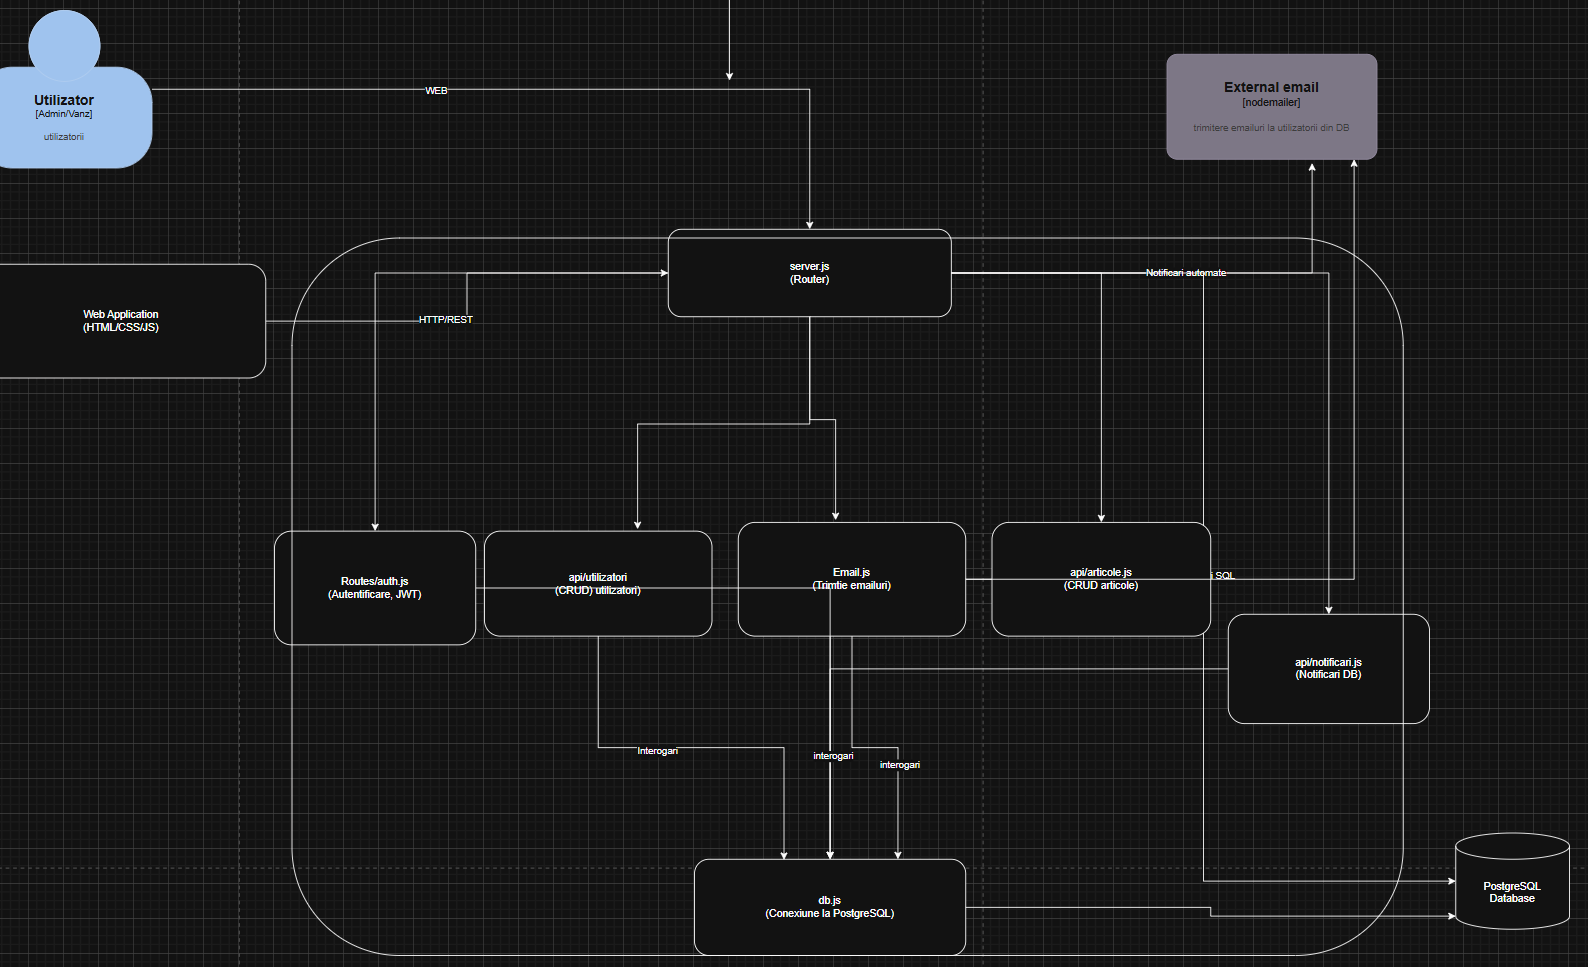 Utilizator
[Admin/Vanz]
utilizatorii
WEB
External email
[nodemailer]
trimitere emailuri la utilizatorii din DB
server.js
(Router)
Notificari automate
Web Application
(HTML/CSS/JS)
HTTP/REST
Routes/auth.js
(Autentificare, JWT)
api/utilizatori
(CRUD) utilizatori)
Email.js
(Trimtie emailuri)
api/articole.js
(CRUD articole)
i SQL
api/notificari.js
(Notificari DB)
Interogari
interogari
interogari
db.js
(Conexiune la PostgreSQL)
PostgreSQL
Database